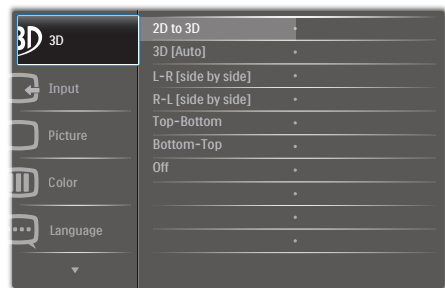 3D 3D
Input
Picture
Color
Language
2D to 3D
3D [Auto]
L-R [side by side]
R-L [side by side]
Top-Bottom
Bottom-Top
Off